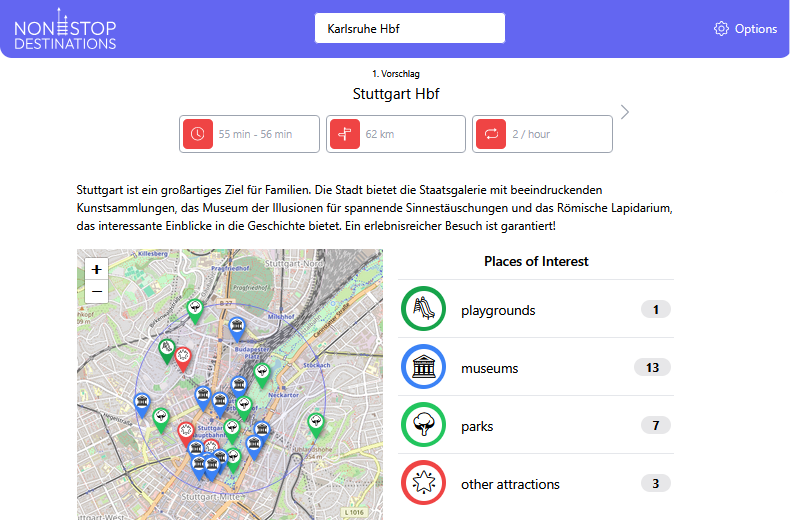 NONSTOP
DESTINATIONS
Karlsruhe Hbf
Options
1. Vorschlag
Stuttgart Hbf
55 min - 56 min
62 km
2 / hour
Stuttgart ist ein großartiges Ziel für Familien. Die Stadt bietet die Staatsgalerie mit beeindruckenden
Kunstsammlungen, das Museum der Illusionen für spannende Sinnestäuschungen und das Römische Lapidarium,
das interessante Einblicke in die Geschichte bietet. Ein erlebnisreicher Besuch ist garantiert!
+
−
Killesberg
Stuttgart-Nord
Pragfriedhof
Pragfriedhof
B 27
Milchhof
Budapester
Platz
Stöckach
Neckartor
Stuttgart-Mitte
L 1016
Places of Interest
playgrounds 1
museums 13
parks 7
other attractions 3